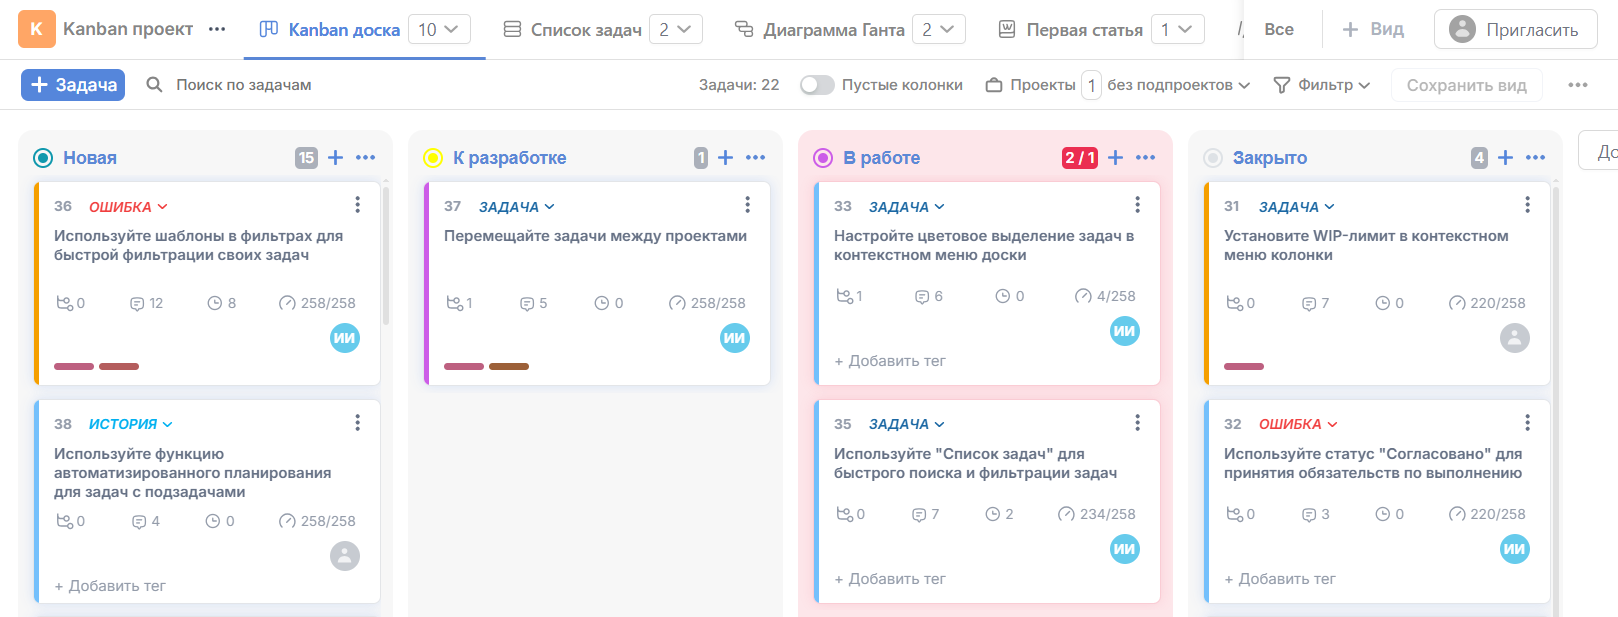 K Kanban проект ••• Kanban доска 10 Список задач 2 Диаграмма Ганта 2 Первая статья 1 Все + Вид Пригласить
+ Задача Поиск по задачам Задачи: 22 Пустые колонки Проекты 1 без подпроектов Фильтр Сохранить вид •••
Новая 15 + •••
36 ОШИБКА
Используйте шаблоны в фильтрах для
быстрой фильтрации своих задач
0 12 8 258/258
ИИ
38 ИСТОРИЯ
Используйте функцию
автоматизированного планирования
для задач с подзадачами
0 4 0 258/258
+ Добавить тег
К разработке 1 + •••
37 ЗАДАЧА
Перемещайте задачи между проектами
1 5 0 258/258
ИИ
В работе 2 / 1 + •••
33 ЗАДАЧА
Настройте цветовое выделение задач в
контекстном меню доски
1 6 0 4/258
ИИ
+ Добавить тег
35 ЗАДАЧА
Используйте "Список задач" для
быстрого поиска и фильтрации задач
0 7 2 234/258
ИИ
+ Добавить тег
Закрыто 4 + •••
31 ЗАДАЧА
Установите WIP-лимит в контекстном
меню колонки
0 7 0 220/258
32 ОШИБКА
Используйте статус "Согласовано" для
принятия обязательств по выполнению
0 3 0 220/258
ИИ
+ Добавить тег